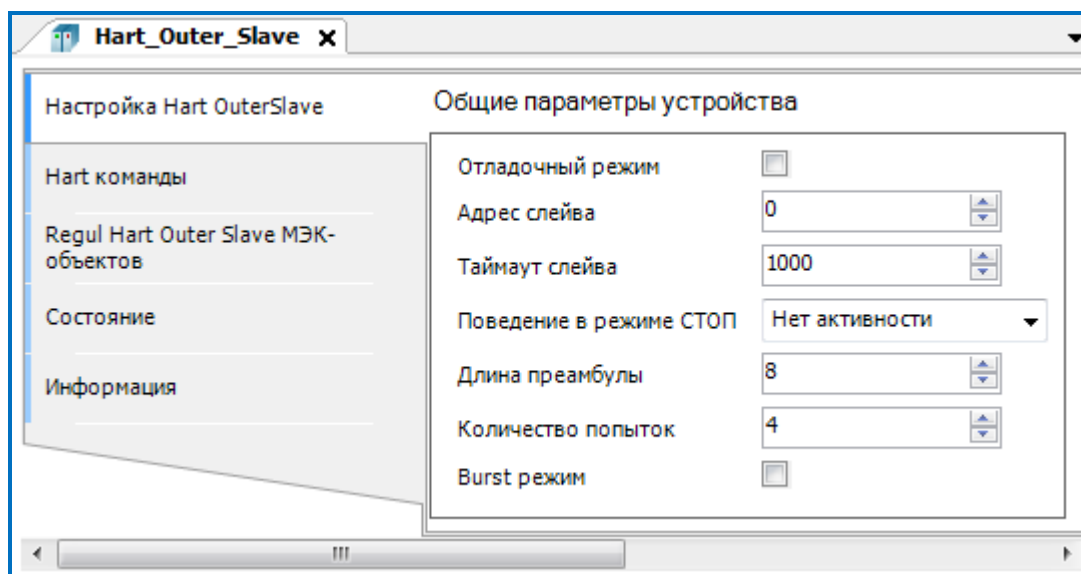 Hart_Outer_Slave
Настройка Hart OuterSlave
Hart команды
Regul Hart Outer Slave МЭК-
объектов
Состояние
Информация
Общие параметры устройства
Отладочный режим
Адрес слейва 0
Таймаут слейва 1000
Поведение в режиме СТОП Нет активности
Длина преамбулы 8
Количество попыток 4
Burst режим